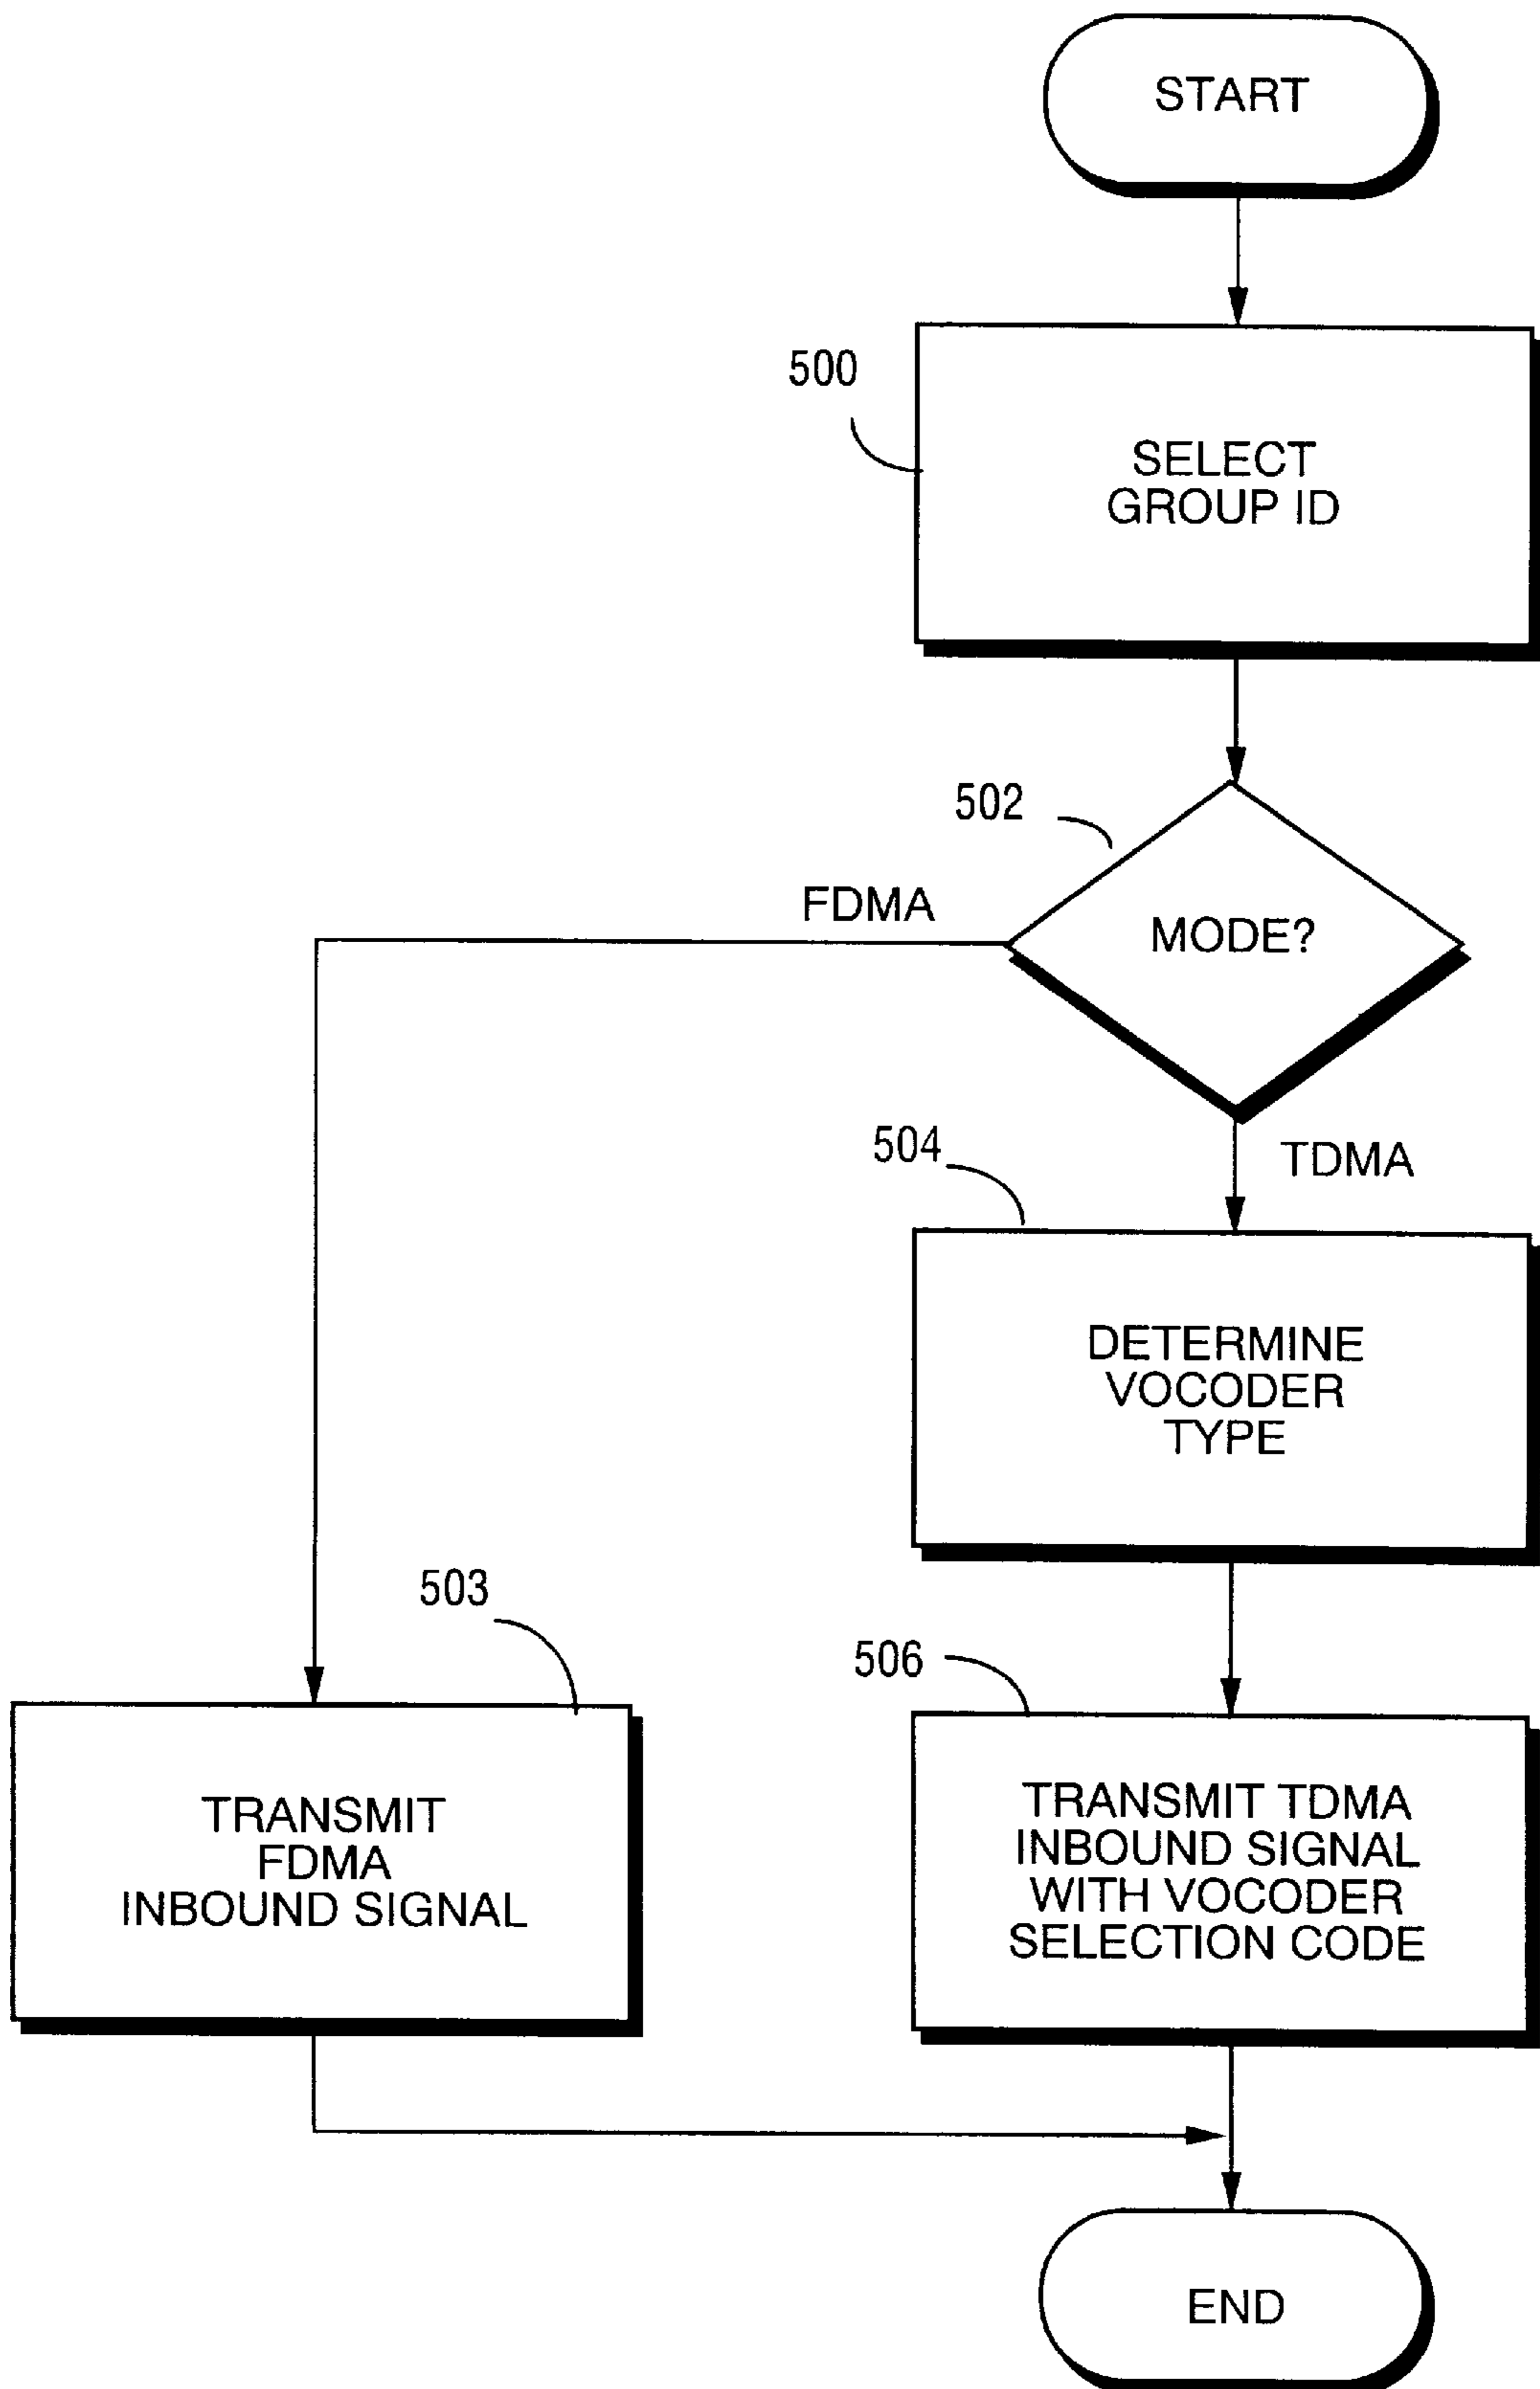 START
500
SELECT
GROUP ID
502
FDMA
MODE?
504
TDMA
DETERMINE
VOCODER
TYPE
503
506
TRANSMIT
FDMA
INBOUND SIGNAL
TRANSMIT TDMA
INBOUND SIGNAL
WITH VOCODER
SELECTION CODE
END